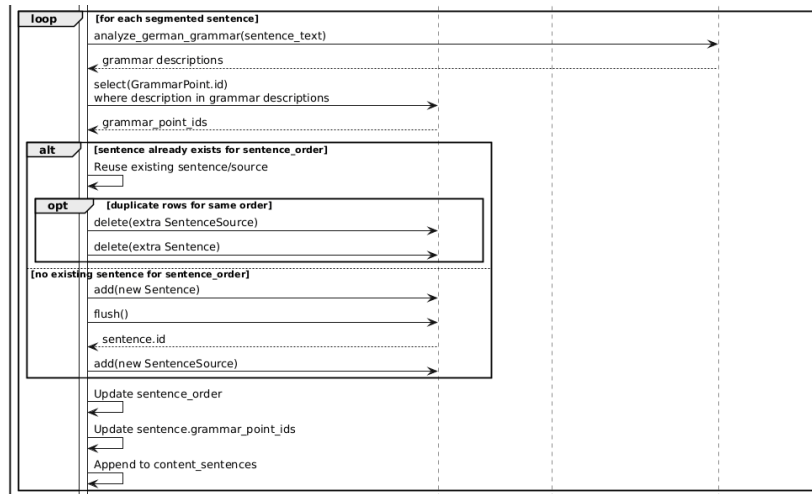 loop [for each segmented sentence]
analyze_german_grammar(sentence_text)
grammar descriptions
select(GrammarPoint.id)
where description in grammar descriptions
grammar_point_ids
alt [sentence already exists for sentence_order]
Reuse existing sentence/source
opt [duplicate rows for same order]
delete(extra SentenceSource)
delete(extra Sentence)
[no existing sentence for sentence_order]
add(new Sentence)
flush()
sentence.id
add(new SentenceSource)
Update sentence_order
Update sentence.grammar_point_ids
Append to content_sentences